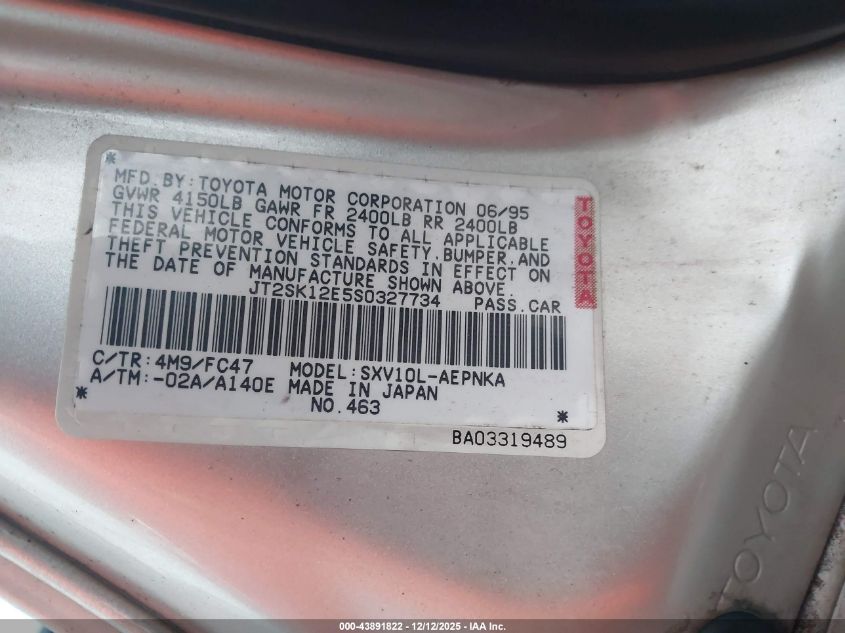 MFD.BY:TOYOTA MOTOR CORPORATION 06/95
GVWR 4150LB GAWR FR 2400LB RR 2400LB
THIS VEHICLE CONFORMS TO ALL APPLICABLE
FEDERAL MOTOR VEHICLE SAFETY,BUMPER,AND
THEFT PREVENTION STANDARDS IN EFFECT ON
THE DATE OF MANUFACTURE SHOWN ABOVE.
JT2SK12E5S0327734 PASS.CAR
TOYOTA
C/TR:4M9/FC47 MODEL:SXV10L-AEPNKA
A/TM:-02A/A140E MADE IN JAPAN
NO.463
BA03319489
TOYOTA
000-43891822 - 12/12/2025 - IAA Inc.